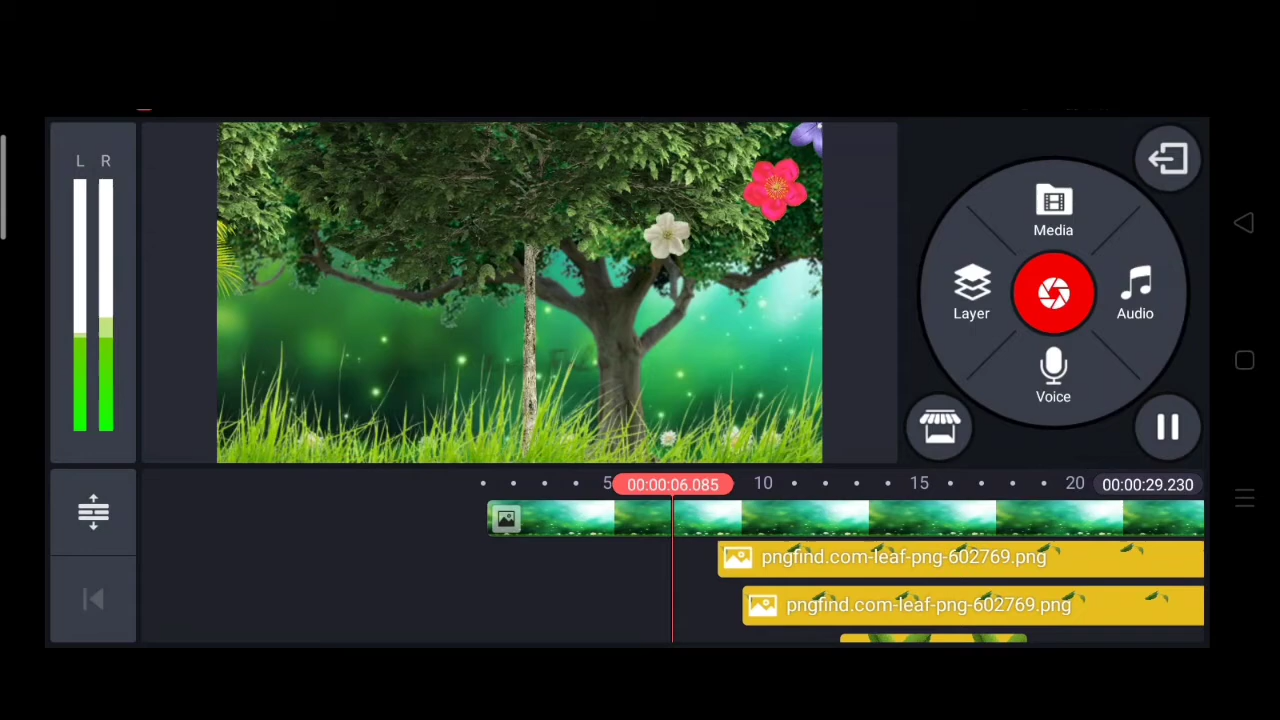 L R
Media
Layer
Audio
Voice
5
00:00:06.085
10
15
20
00:00:29.230
pngfind.com-leaf-png-602769.png
pngfind.com-leaf-png-602769.png